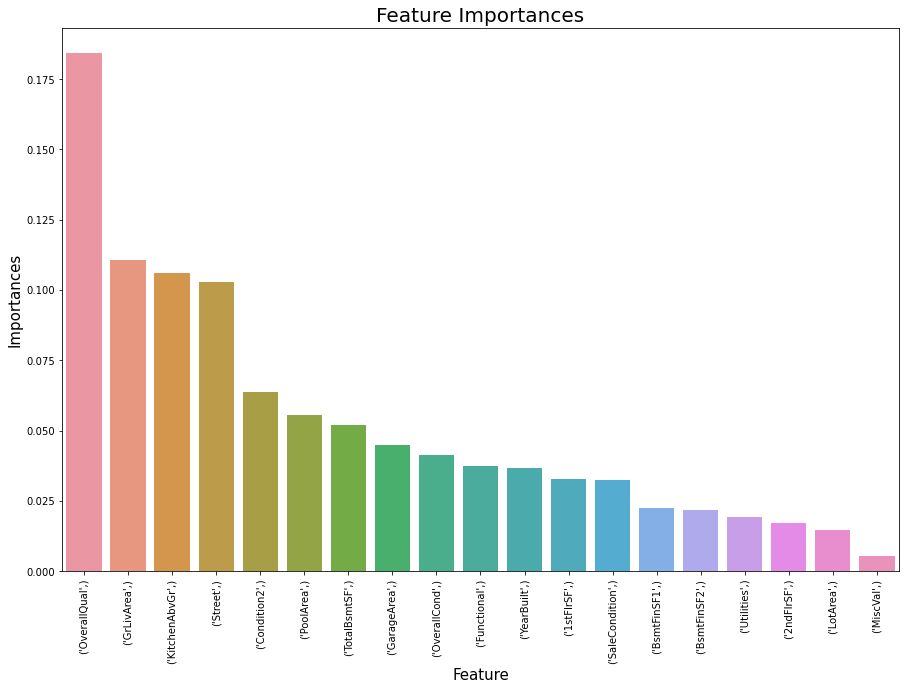 Feature Importances
Importances
0.175
0.150
0.125
0.100
0.075
0.050
0.025
0.000
('OverallQual',)
('GrLivArea',)
('KitchenAbvGr',)
('Street',)
('Condition2',)
('PoolArea',)
('TotalBsmtSF',)
('GarageArea',)
('OverallCond',)
('Functional',)
('YearBuilt',)
('1stFlrSF',)
('SaleCondition',)
('BsmtFinSF1',)
('BsmtFinSF2',)
('Utilities',)
('2ndFlrSF',)
('LotArea',)
('MiscVal',)
Feature